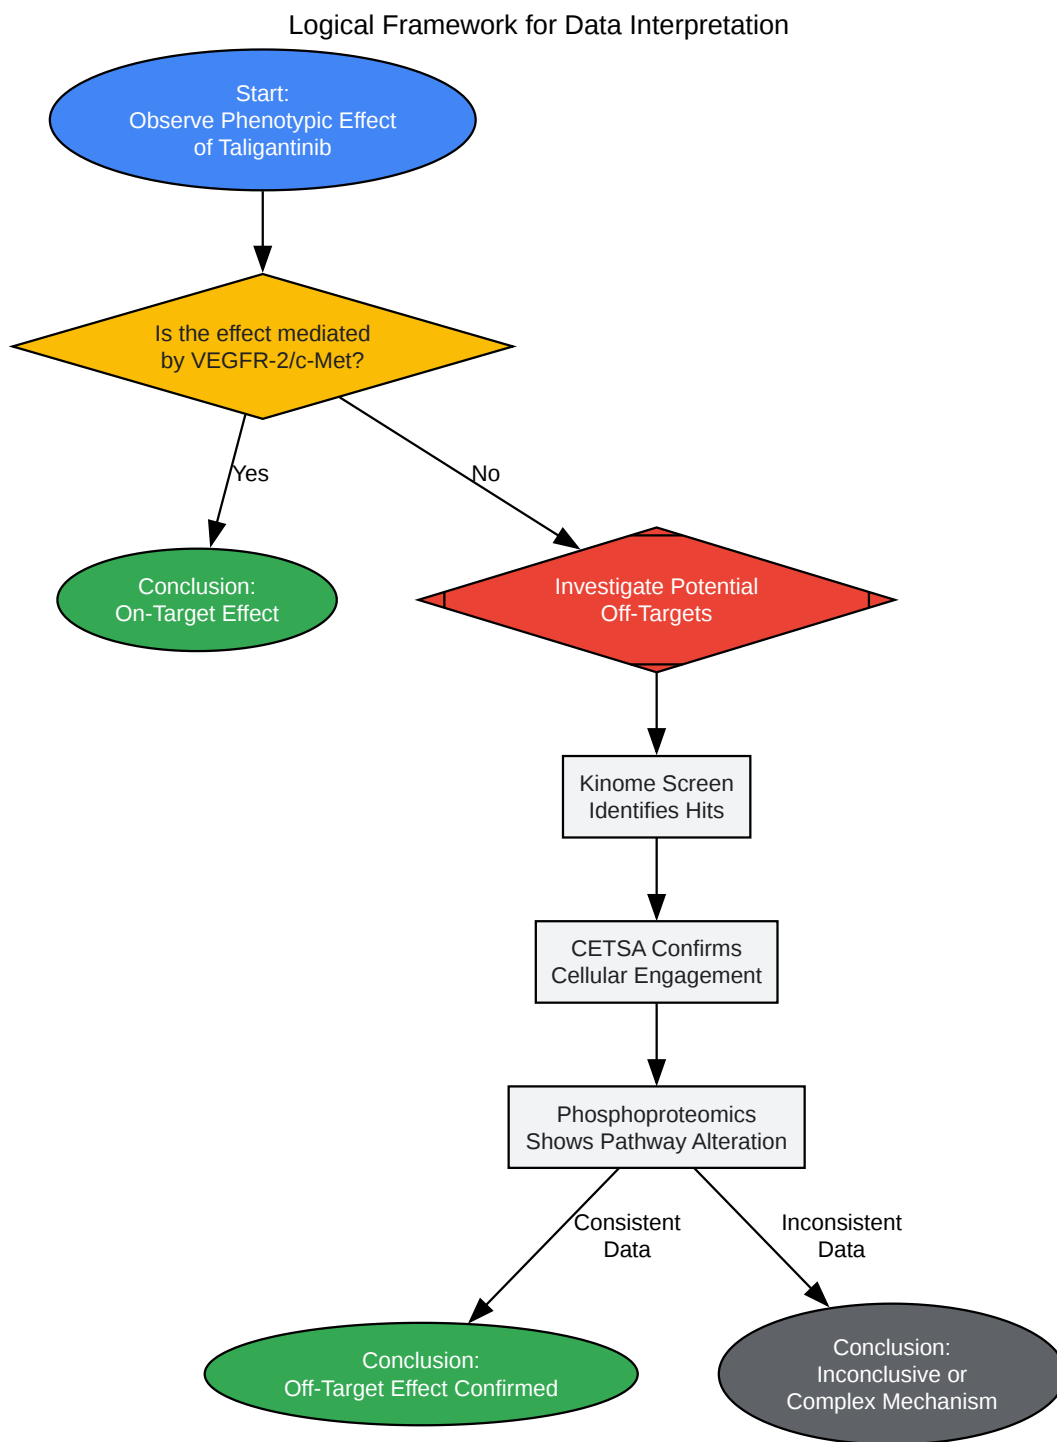 Logical Framework for Data Interpretation
Start:
Observe Phenotypic Effect
of Taligantinib
Is the effect mediated
by VEGFR-2/c-Met?
Yes
No
Conclusion:
On-Target Effect
Investigate Potential
Off-Targets
Kinome Screen
Identifies Hits
CETSA Confirms
Cellular Engagement
Phosphoproteomics
Shows Pathway Alteration
Consistent
Data
Inconsistent
Data
Conclusion:
Off-Target Effect Confirmed
Conclusion:
Inconclusive or
Complex Mechanism